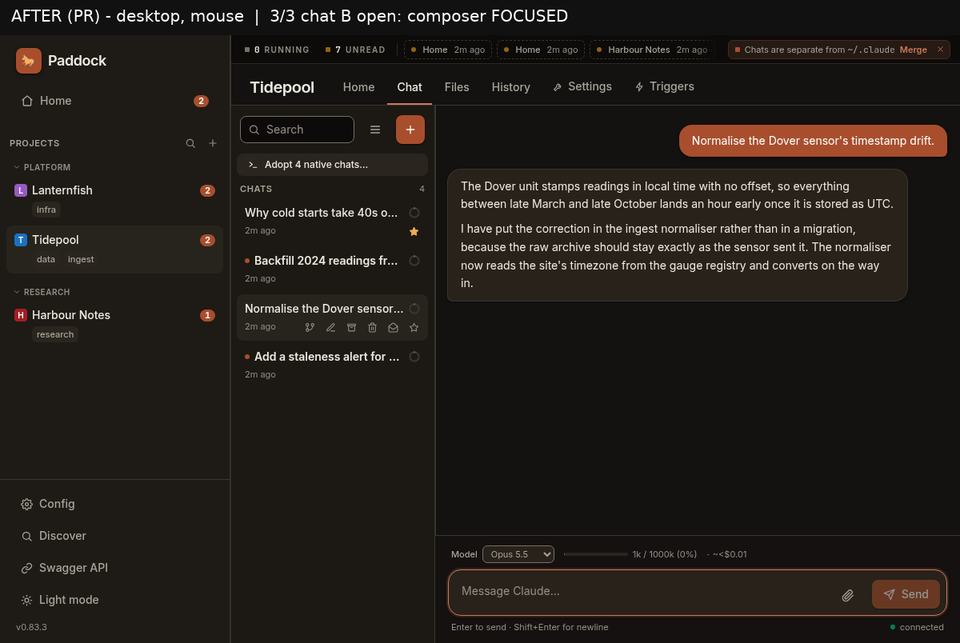 AFTER (PR) - desktop, mouse | 3/3 chat B open: composer FOCUSED
Paddock
Home 2
PROJECTS
PLATFORM
L Lanternfish 2
infra
T Tidepool 2
data ingest
RESEARCH
H Harbour Notes 1
research
Config
Discover
Swagger API
Light mode
v0.83.3
0 RUNNING 7 UNREAD Home 2m ago Home 2m ago Harbour Notes 2m ago Chats are separate from ~/.claude Merge ×
Tidepool Home Chat Files History Settings Triggers
Search +
>_ Adopt 4 native chats...
CHATS 4
Why cold starts take 40s o...
2m ago
Backfill 2024 readings fr...
2m ago
Normalise the Dover sensor...
2m ago
Add a staleness alert for ...
2m ago
Normalise the Dover sensor's timestamp drift.
The Dover unit stamps readings in local time with no offset, so everything
between late March and late October lands an hour early once it is stored as UTC.
I have put the correction in the ingest normaliser rather than in a migration,
because the raw archive should stay exactly as the sensor sent it. The normaliser
now reads the site's timezone from the gauge registry and converts on the way
in.
Model Opus 5.5 1k / 1000k (0%) · ~<$0.01
Message Claude... Send
Enter to send · Shift+Enter for newline connected